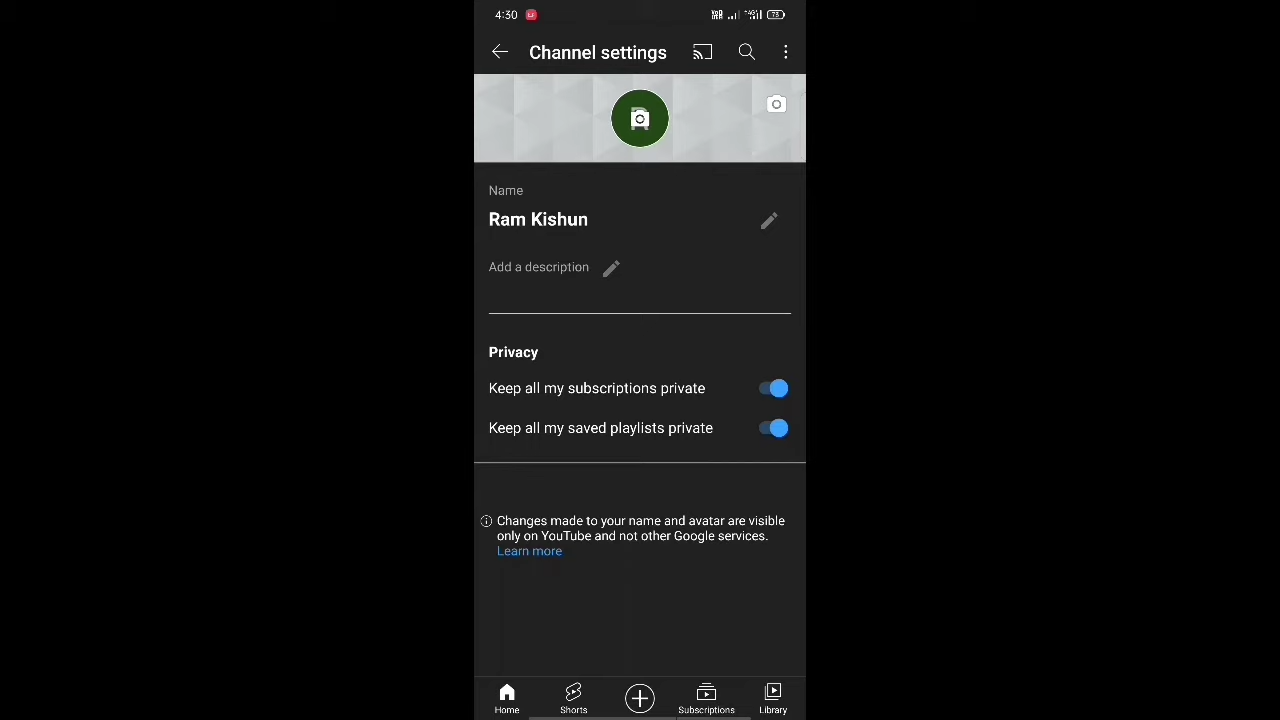 4:30
73
Channel settings
Name
Ram Kishun
Add a description
Privacy
Keep all my subscriptions private
Keep all my saved playlists private
Changes made to your name and avatar are visible
only on YouTube and not other Google services.
Learn more
Home Shorts Subscriptions Library